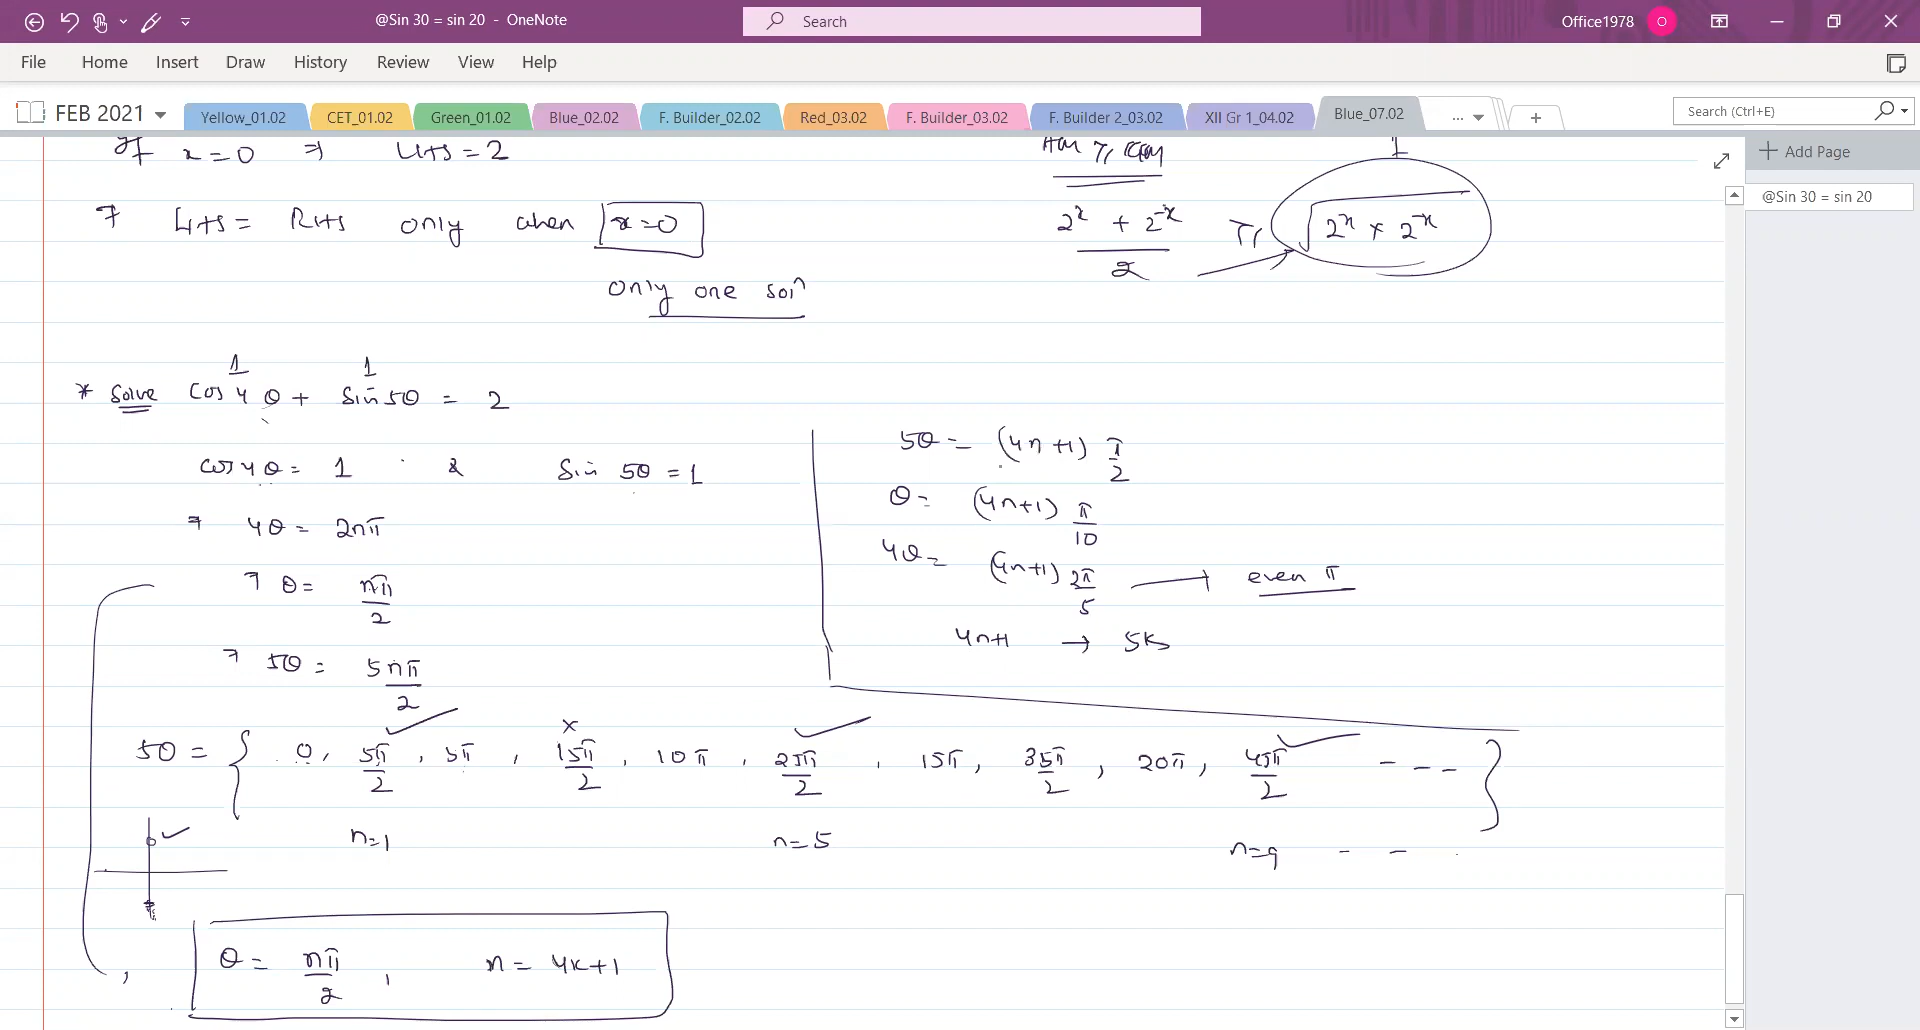 @Sin 30 = sin 20 - OneNote
Search
Office1978
O
File Home Insert Draw History Review View Help
FEB 2021
Yellow_01.02 CET_01.02 Green_01.02 Blue_02.02 F. Builder_02.02 Red_03.02 F. Builder_03.02 F. Builder 2_03.02 XII Gr 1_04.02 Blue_07.02 ... +
Search (Ctrl+E)
+ Add Page
@Sin 30 = sin 20
If x=0 ⇒ LHS = 2
⇒ LHS = RHS only when x=0
only one solⁿ
AM ≥ GM
(2^x + 2^-x)/2 ≥ √(2^x × 2^-x)
1
1 1
* Solve cos 4θ + sin 5θ = 2
cos 4θ = 1 & sin 5θ = 1
⇒ 4θ = 2nπ
⇒ θ = nπ/2
⇒ 5θ = 5nπ/2
5θ = (4n+1) π/2
θ = (4n+1) π/10
4θ = (4n+1) 2π/5 → even π
4n+1 → 5k
5θ = { 0, 5π/2, 5π, 15π/2, 10π, 25π/2, 15π, 35π/2, 20π, 45π/2 - - - }
n=1 n=5 n=9 - -
θ = nπ/2, n = 4k+1